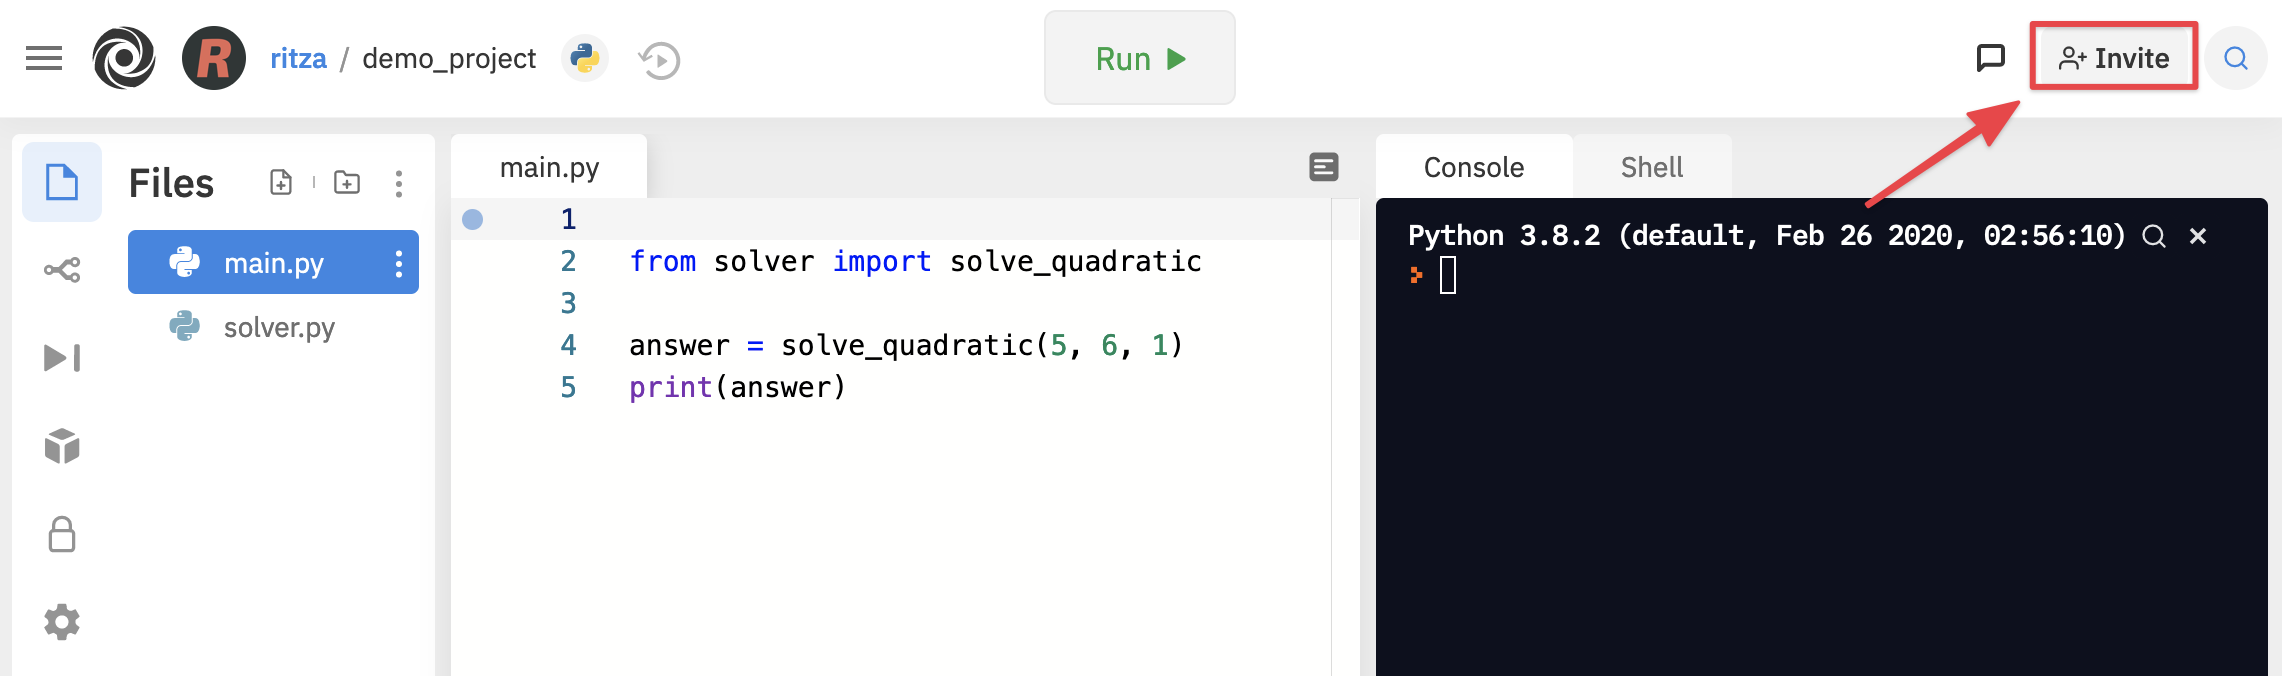 R ritza / demo_project
Run
Invite
Files
main.py
solver.py
main.py
1
2 from solver import solve_quadratic
3
4 answer = solve_quadratic(5, 6, 1)
5 print(answer)
Console Shell
Python 3.8.2 (default, Feb 26 2020, 02:56:10)